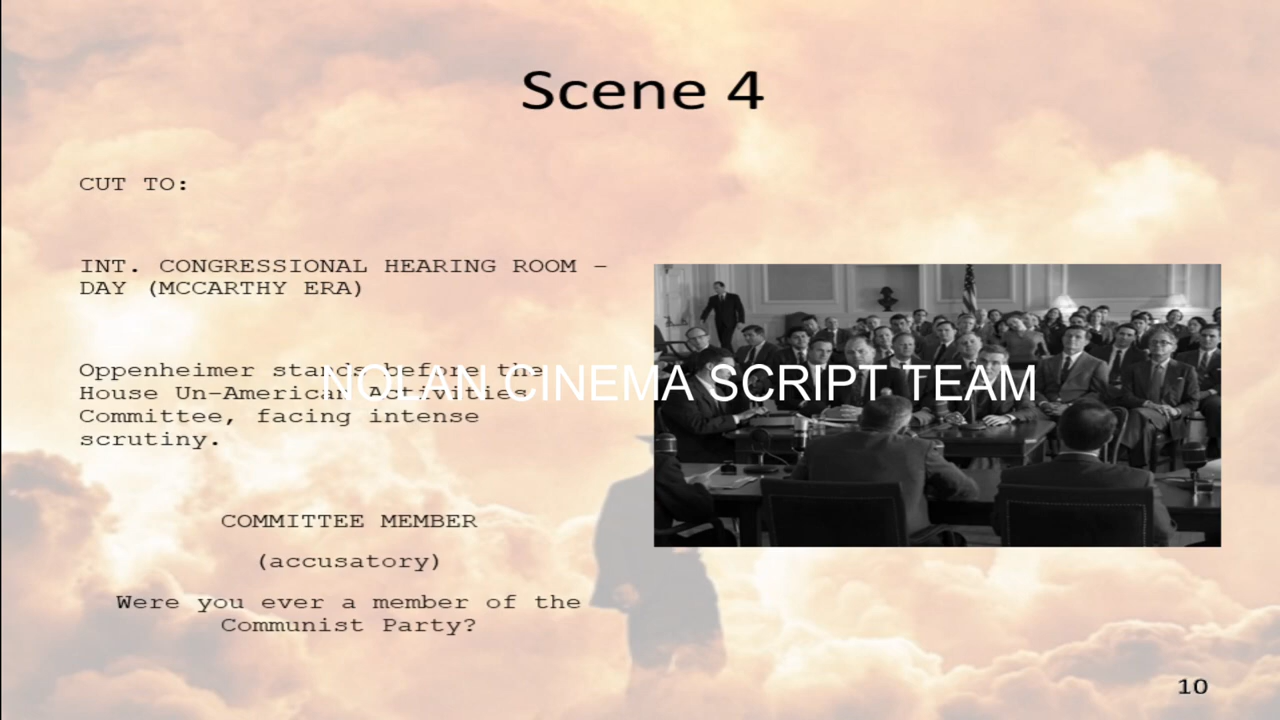 Scene 4
CUT TO:
INT. CONGRESSIONAL HEARING ROOM –
DAY (MCCARTHY ERA)
Oppenheimer stands before the
House Un-American Activities
Committee, facing intense
scrutiny.
NOLAN CINEMA SCRIPT TEAM
COMMITTEE MEMBER
(accusatory)
Were you ever a member of the
Communist Party?
10